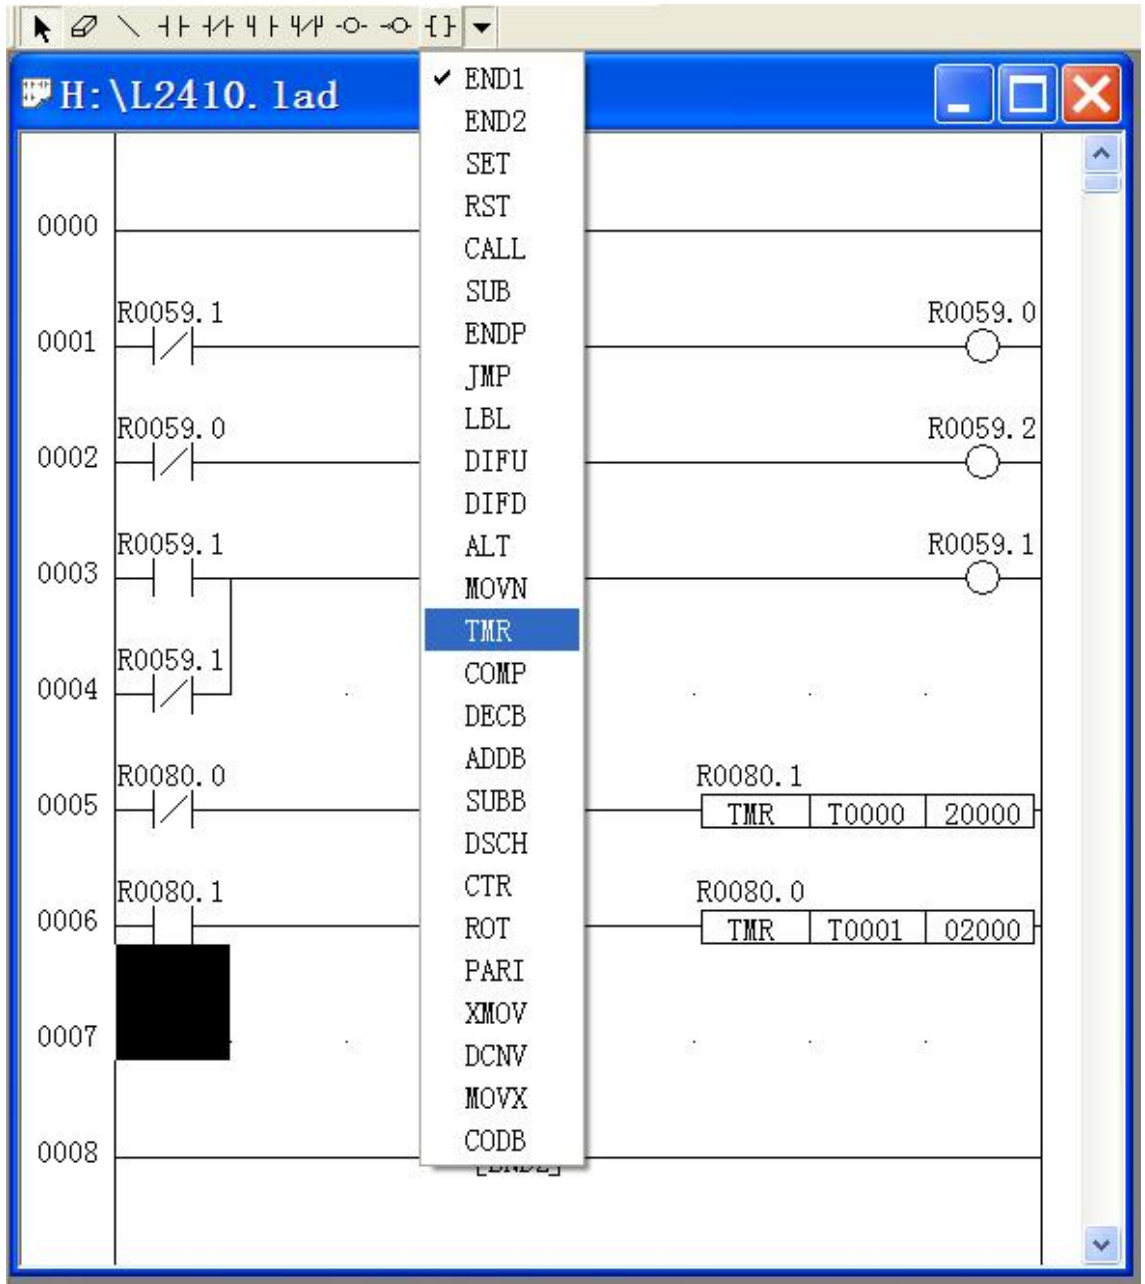 H:\L2410.lad
END1
END2
SET
RST
CALL
SUB
ENDP
JMP
LBL
DIFU
DIFD
ALT
MOVN
TMR
COMP
DECB
ADDB
SUBB
DSCH
CTR
ROT
PARI
XMOV
DCNV
MOVX
CODB
0000
R0059.1 R0059.0
0001
R0059.0 R0059.2
0002
R0059.1 R0059.1
0003
R0059.1
0004
R0080.0 R0080.1
0005 TMR T0000 20000
R0080.1 R0080.0
0006 TMR T0001 02000
0007
0008
[END2]